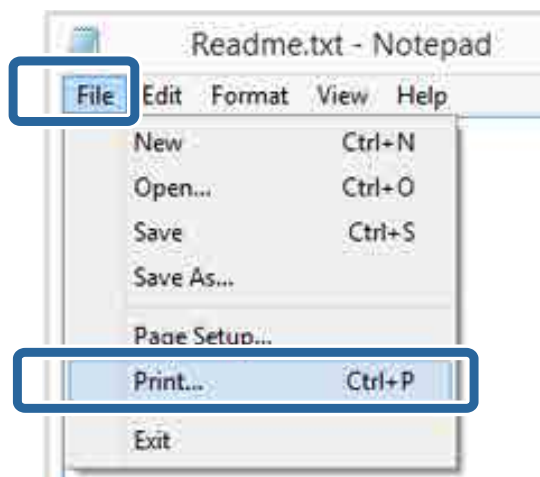 Readme.txt - Notepad
File Edit Format View Help
New Ctrl+N
Open... Ctrl+O
Save Ctrl+S
Save As...
Page Setup...
Print... Ctrl+P
Exit